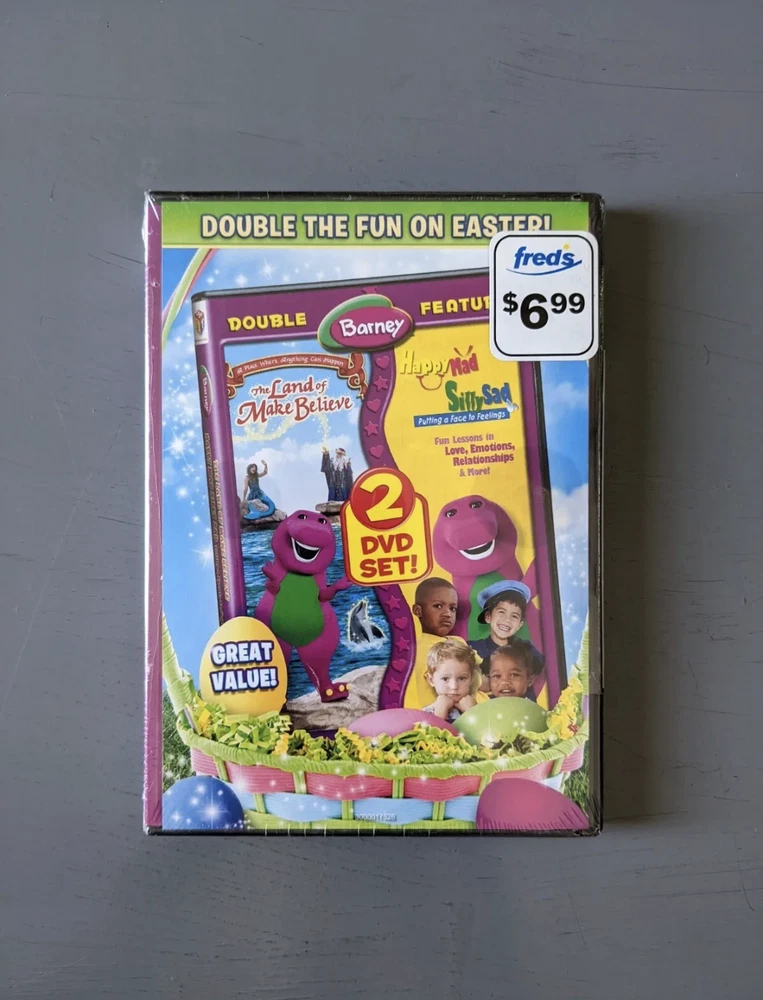 DOUBLE THE FUN ON EASTER!
fred's
$6.99
DOUBLE
Barney
A Place Where Anything Can Happen
The Land of
Make Believe
Happy Mad
Silly Sad
Putting a Face to Feelings
Fun Lessons in
Love, Emotions,
Relationships
& More!
2
DVD
SET!
GREAT
VALUE!